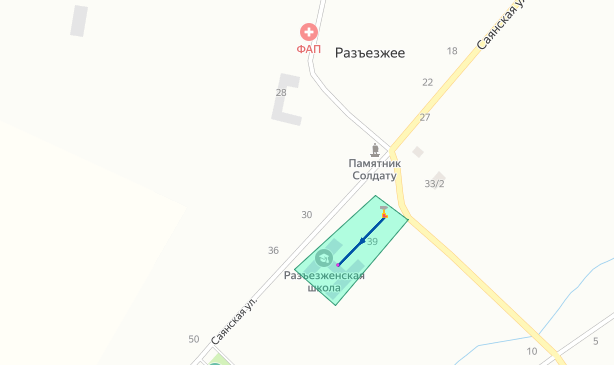 Саянская ул.
ФАП
Разъезжее
18
22
28
27
Памятник
Солдату
33/2
30
39
36
Разъезженская
школа
Саянская ул.
50
5
10